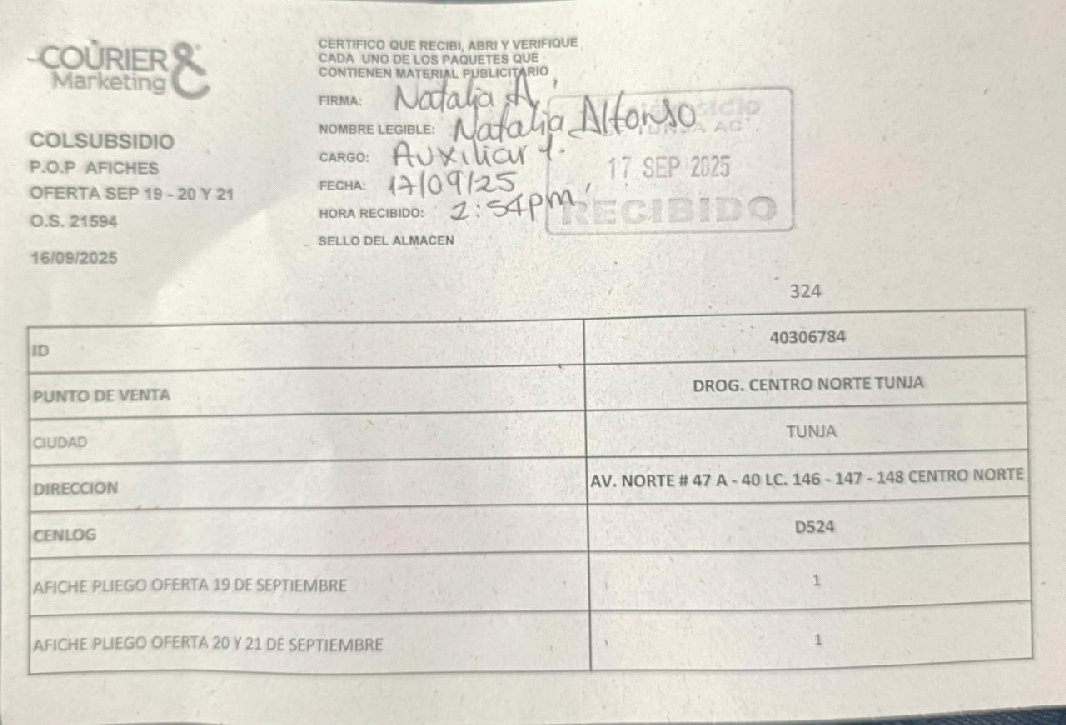 COURIER &
Marketing
COLSUBSIDIO
P.O.P AFICHES
OFERTA SEP 19 - 20 Y 21
O.S. 21594
16/09/2025
CERTIFICO QUE RECIBI, ABRI Y VERIFIQUE
CADA UNO DE LOS PAQUETES QUE
CONTIENEN MATERIAL PUBLICITARIO
FIRMA: Natalia A.
NOMBRE LEGIBLE: Natalia Alfonso
CARGO: Auxiliar 1.
FECHA: 17/09/25
HORA RECIBIDO: 2:54pm
SELLO DEL ALMACEN
17 SEP 2025
RECIBIDO
324
ID 40306784
PUNTO DE VENTA DROG. CENTRO NORTE TUNJA
CIUDAD TUNJA
DIRECCION AV. NORTE # 47 A - 40 LC. 146 - 147 - 148 CENTRO NORTE
CENLOG D524
AFICHE PLIEGO OFERTA 19 DE SEPTIEMBRE 1
AFICHE PLIEGO OFERTA 20 Y 21 DE SEPTIEMBRE 1